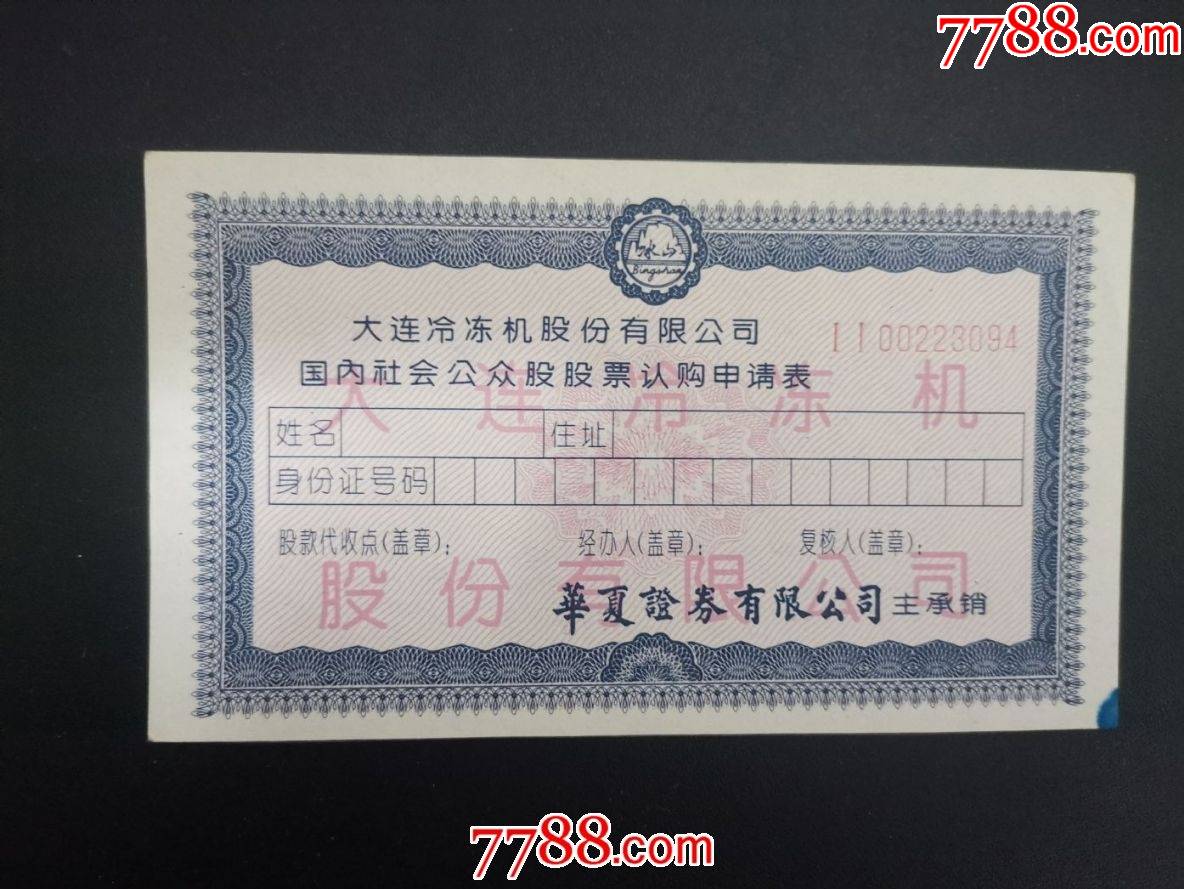 7788.com
冰山
Bingshan
大连冷冻机股份有限公司
II00223094
国内社会公众股股票认购申请表
大连冷冻机
姓名 住址
身份证号码
股款代收点(盖章): 经办人(盖章): 复核人(盖章):
股份有限公司
華夏證券有限公司主承销
7788.com